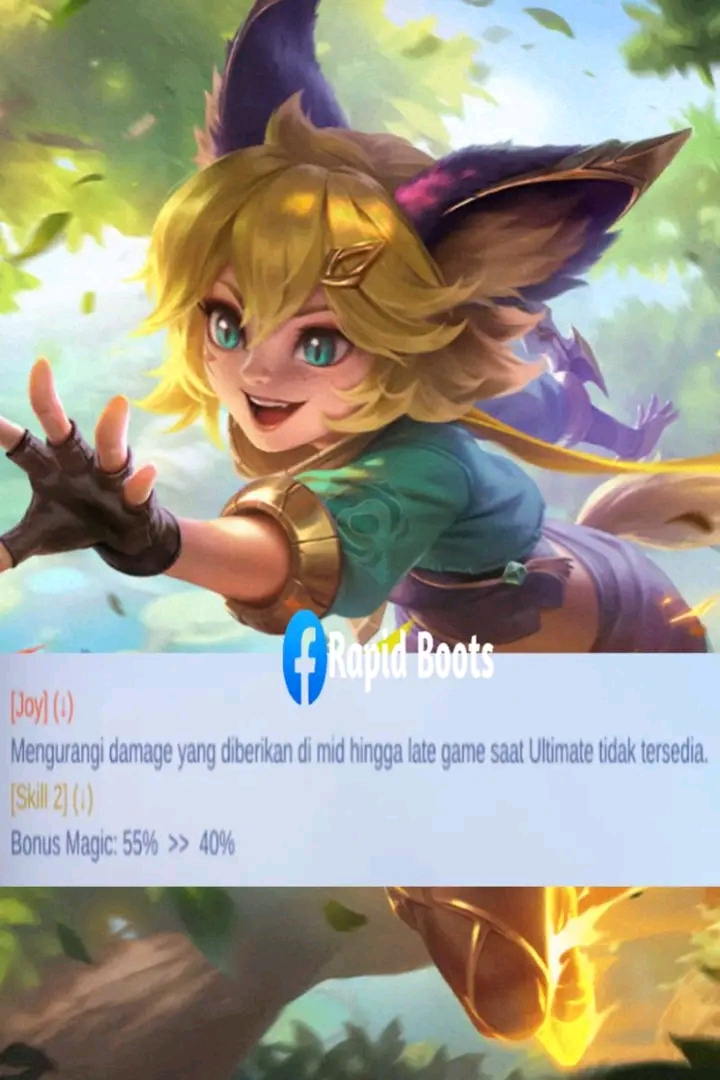 Rapid Boots
[Joy] (↓)
Mengurangi damage yang diberikan di mid hingga late game saat Ultimate tidak tersedia.
[Skill 2] (↓)
Bonus Magic: 55% >> 40%